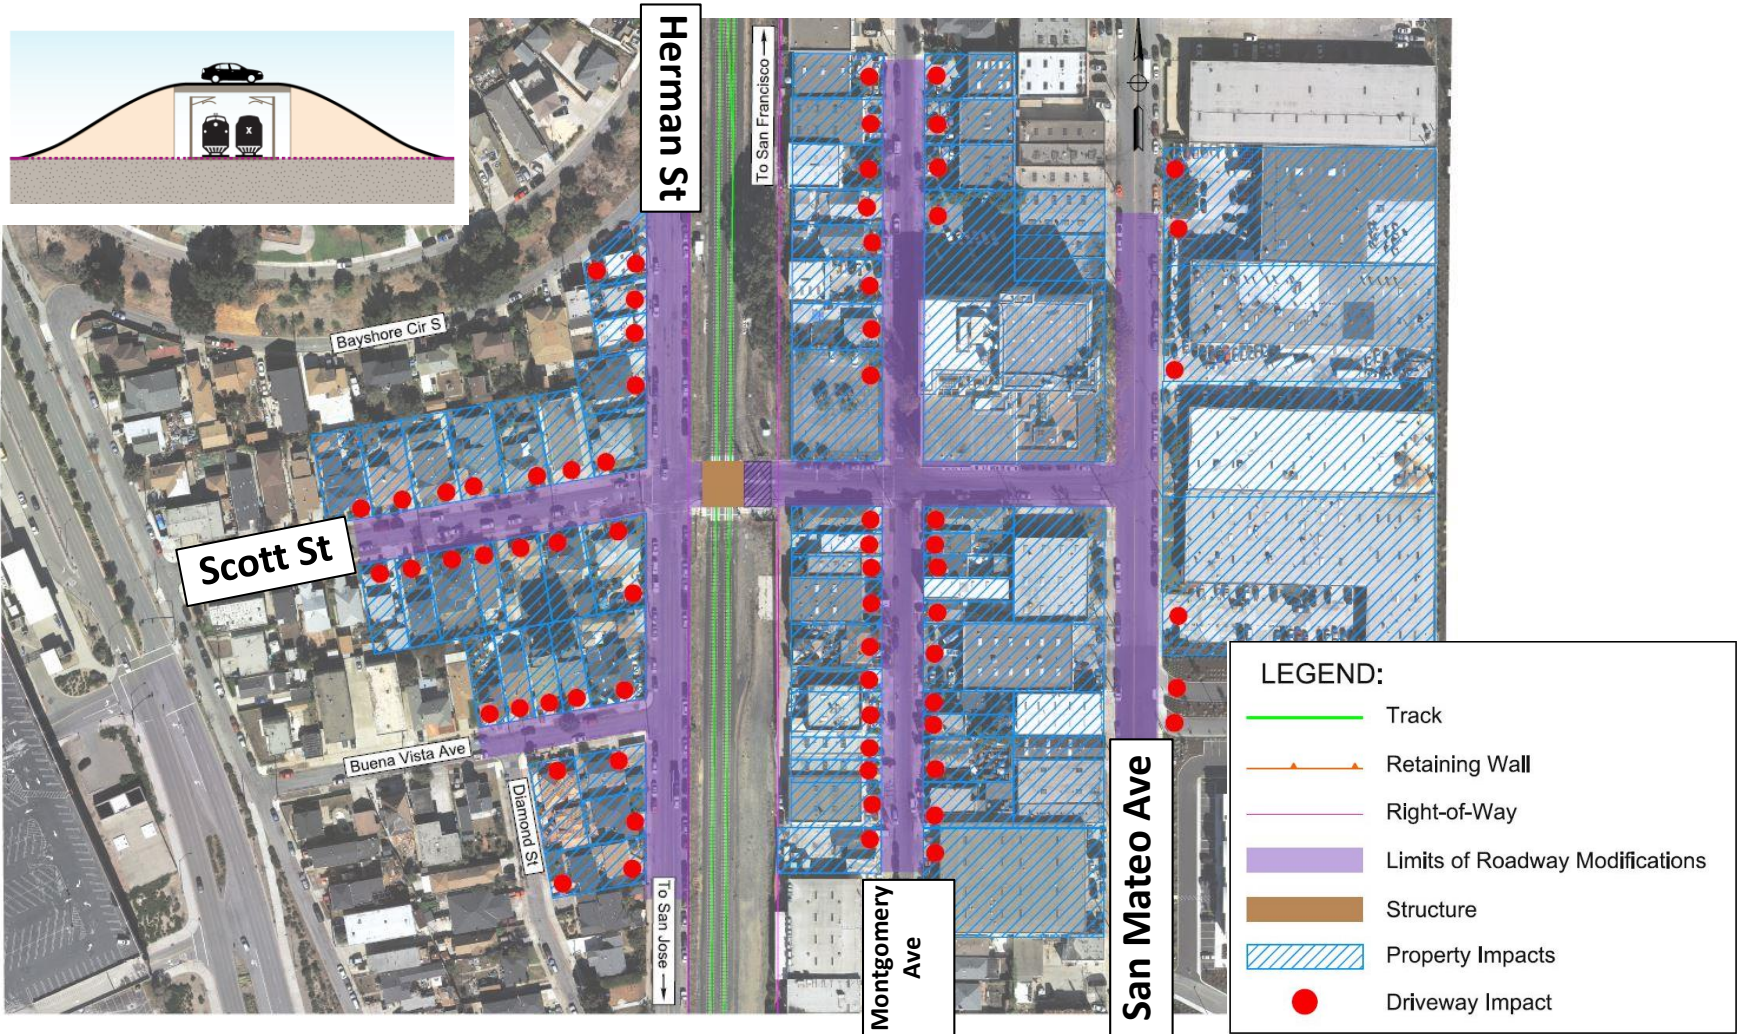 X
Herman St
To San Francisco
Bayshore Cir S
Scott St
Buena Vista Ave
Diamond St
To San Jose
Montgomery
Ave
San Mateo Ave
LEGEND:
Track
Retaining Wall
Right-of-Way
Limits of Roadway Modifications
Structure
Property Impacts
Driveway Impact